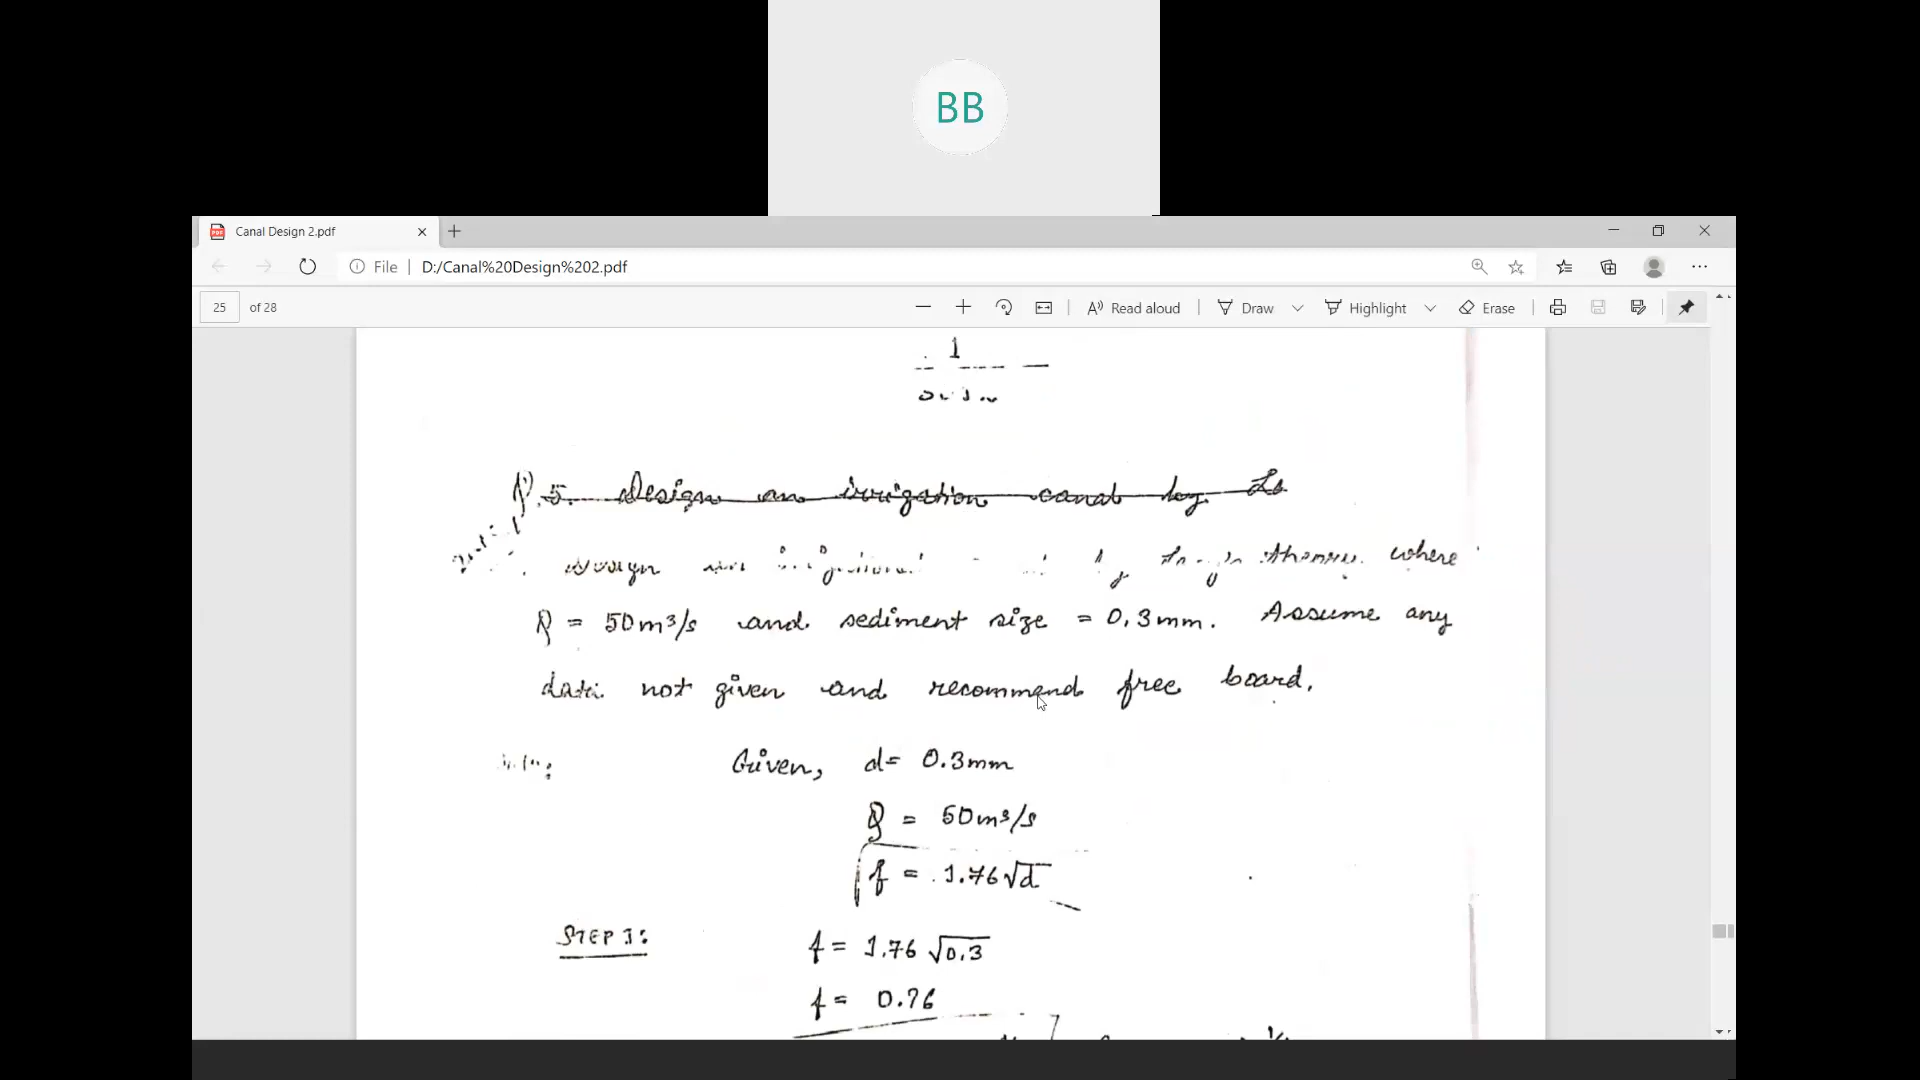 BB
Canal Design 2.pdf
File D:/Canal%20Design%202.pdf
25 of 28 Read aloud Draw Highlight Erase
1
P.5. Design an irrigation canal by La
where
Q = 50m³/s and sediment size = 0.3mm. Assume any
data not given and recommend free board.
Given, d= 0.3mm
Q = 50m³/s
f = 1.76√d
STEP I:
f = 1.76 √0.3
f = 0.96